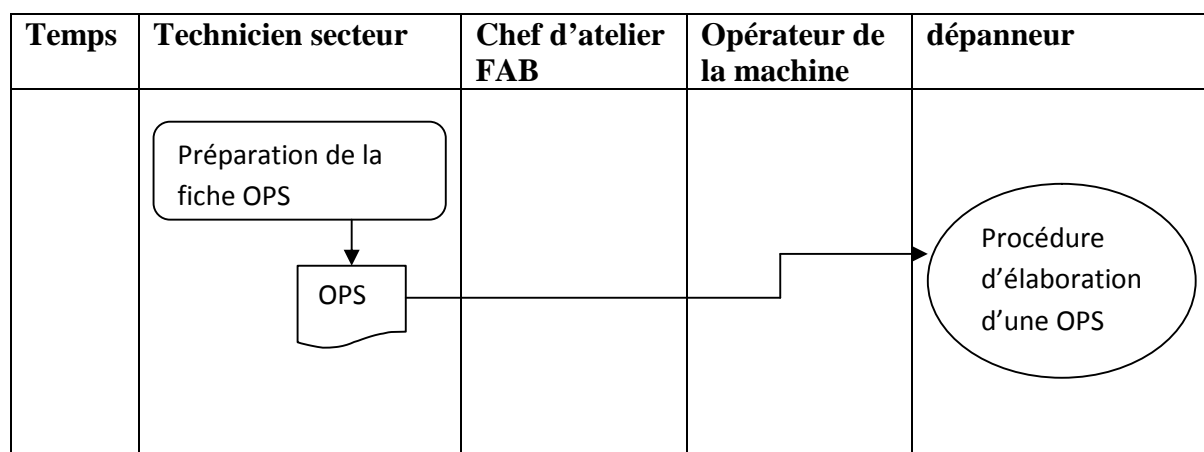 Temps Technicien secteur Chef d’atelier FAB Opérateur de la machine dépanneur
Préparation de la
fiche OPS
OPS
Procédure
d’élaboration
d’une OPS